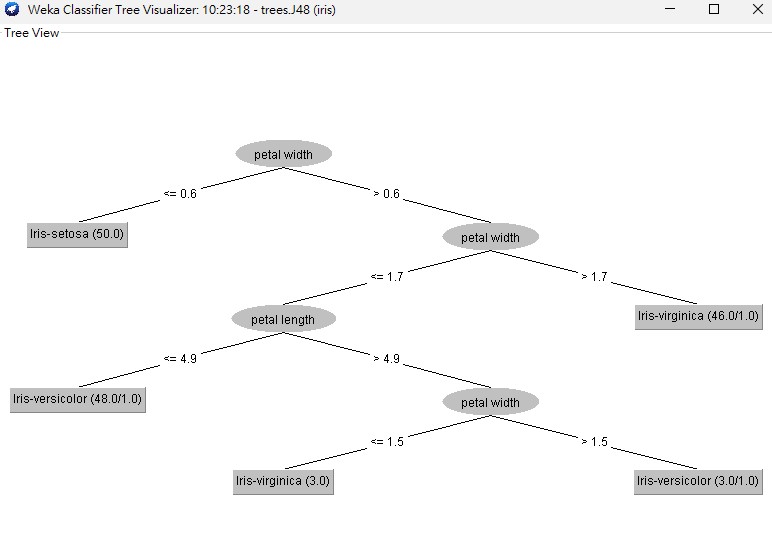 Weka Classifier Tree Visualizer: 10:23:18 - trees.J48 (iris)
Tree View
petal width
<= 0.6
> 0.6
Iris-setosa (50.0)
petal width
<= 1.7
> 1.7
petal length
Iris-virginica (46.0/1.0)
<= 4.9
> 4.9
Iris-versicolor (48.0/1.0)
petal width
<= 1.5
> 1.5
Iris-virginica (3.0)
Iris-versicolor (3.0/1.0)